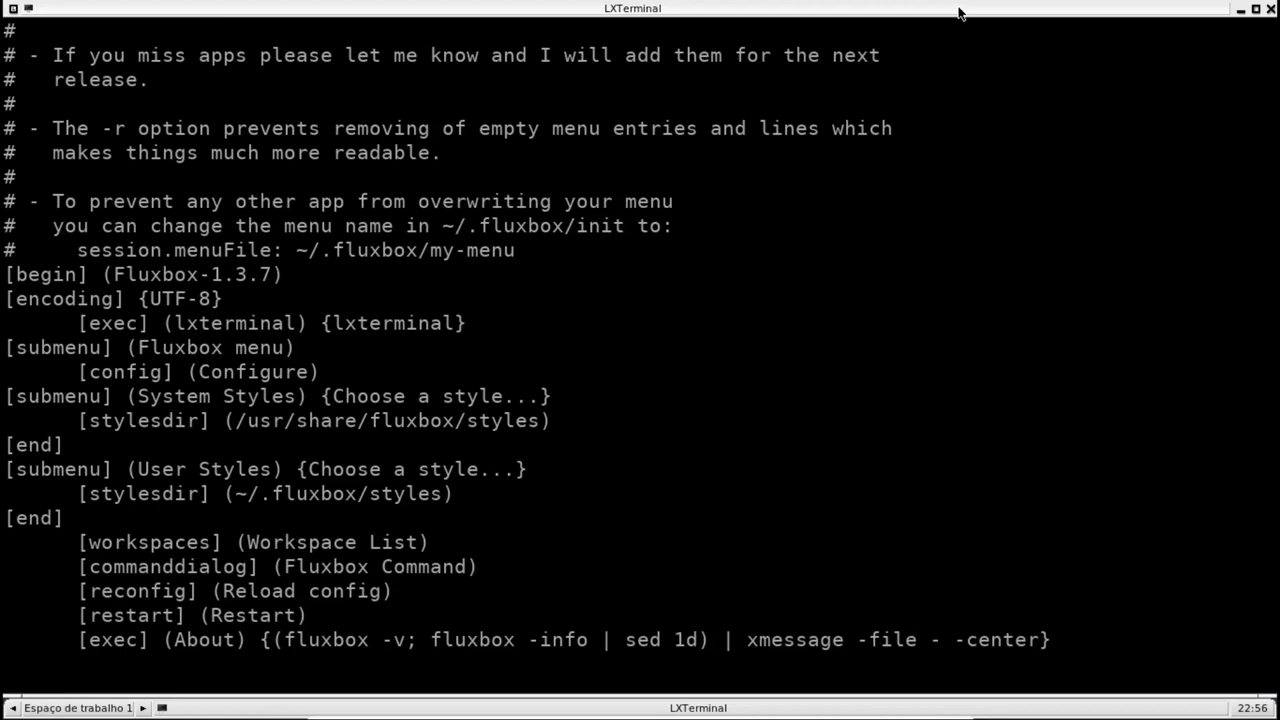 LXTerminal
#
# - If you miss apps please let me know and I will add them for the next
#   release.
#
# - The -r option prevents removing of empty menu entries and lines which
#   makes things much more readable.
#
# - To prevent any other app from overwriting your menu
#   you can change the menu name in ~/.fluxbox/init to:
#     session.menuFile: ~/.fluxbox/my-menu
[begin] (Fluxbox-1.3.7)
[encoding] {UTF-8}
      [exec] (lxterminal) {lxterminal}
[submenu] (Fluxbox menu)
      [config] (Configure)
[submenu] (System Styles) {Choose a style...}
      [stylesdir] (/usr/share/fluxbox/styles)
[end]
[submenu] (User Styles) {Choose a style...}
      [stylesdir] (~/.fluxbox/styles)
[end]
      [workspaces] (Workspace List)
      [commanddialog] (Fluxbox Command)
      [reconfig] (Reload config)
      [restart] (Restart)
      [exec] (About) {(fluxbox -v; fluxbox -info | sed 1d) | xmessage -file - -center}
Espaço de trabalho 1 LXTerminal 22:56